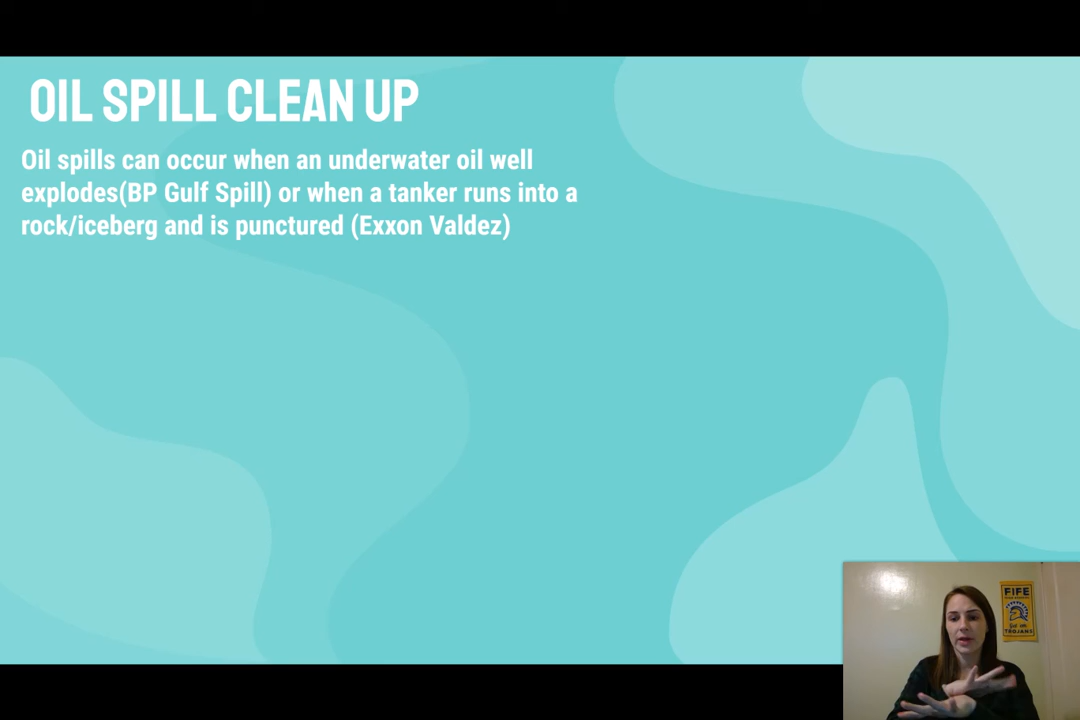 OIL SPILL CLEAN UP
Oil spills can occur when an underwater oil well
explodes(BP Gulf Spill) or when a tanker runs into a
rock/iceberg and is punctured (Exxon Valdez)
FIFE
TROJANS